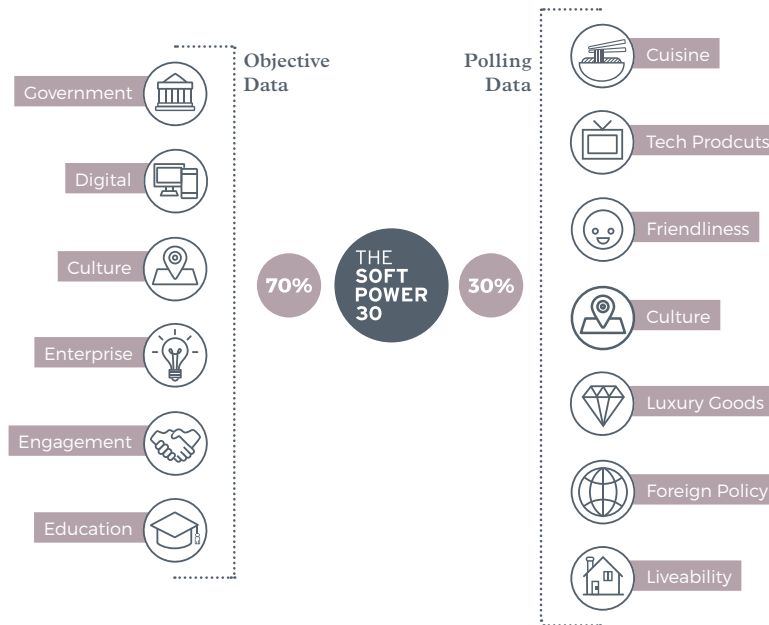 Objective
Data
Government
Digital
Culture
Enterprise
Engagement
Education
70%
THE
SOFT
POWER
30
30%
Polling
Data
Cuisine
Tech Prodcuts
Friendliness
Culture
Luxury Goods
Foreign Policy
Liveability